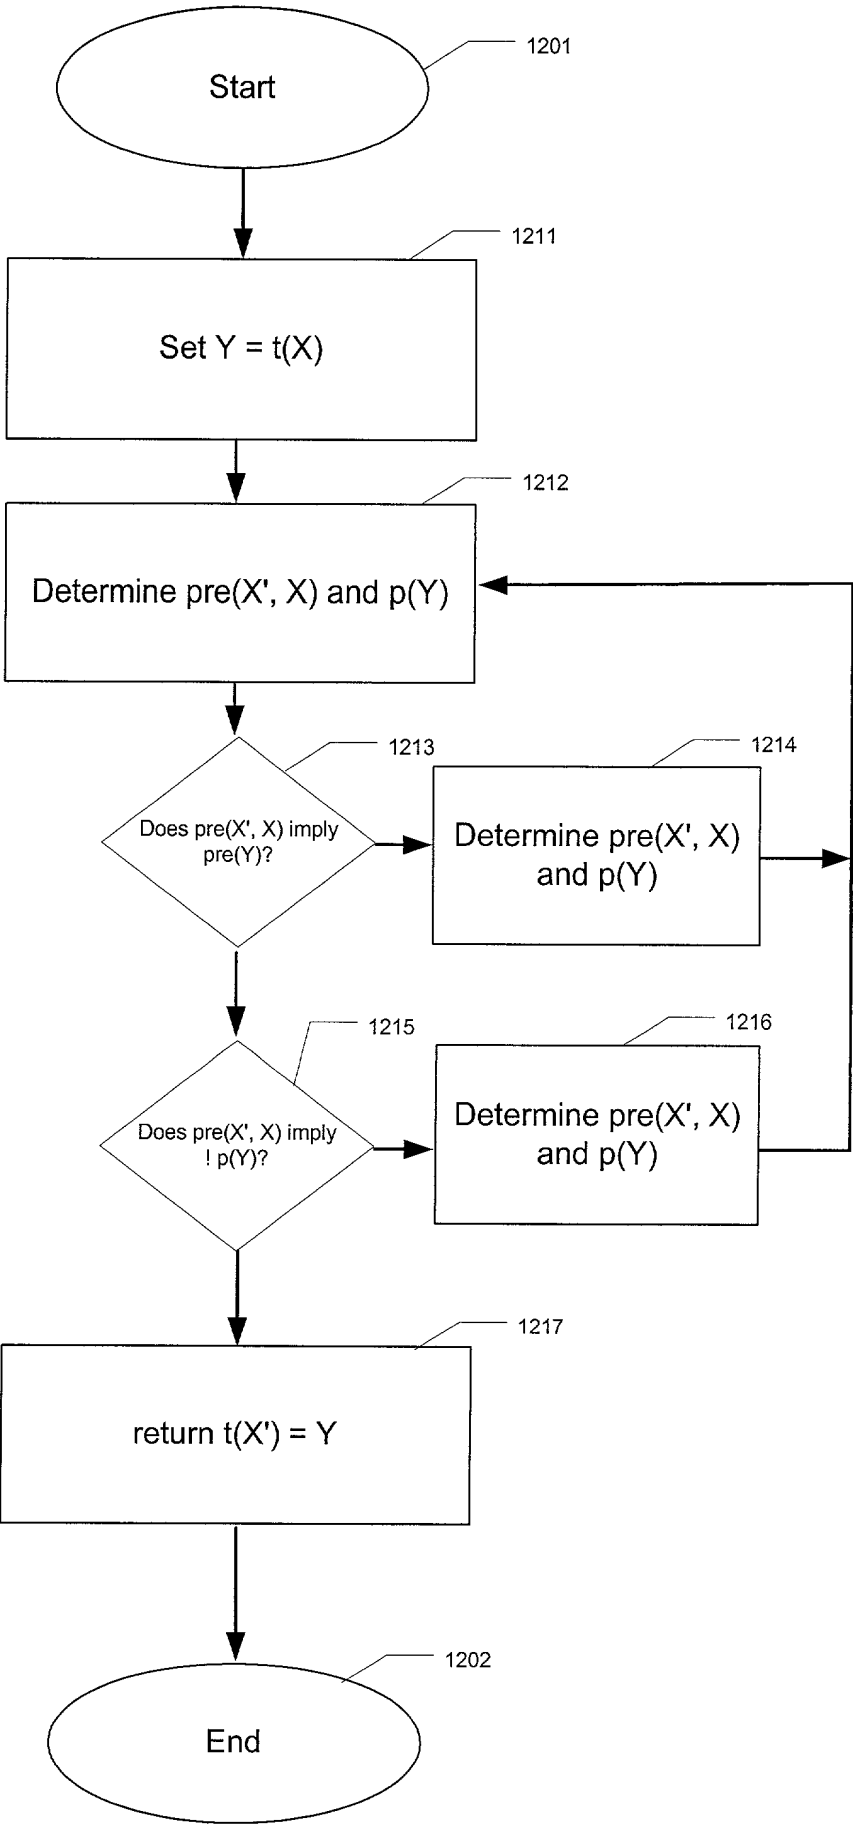 Start
1201
1211
Set Y = t(X)
1212
Determine pre(X', X) and p(Y)
1213
Does pre(X', X) imply
pre(Y)?
1214
Determine pre(X', X)
and p(Y)
1215
Does pre(X', X) imply
! p(Y)?
1216
Determine pre(X', X)
and p(Y)
1217
return t(X') = Y
1202
End